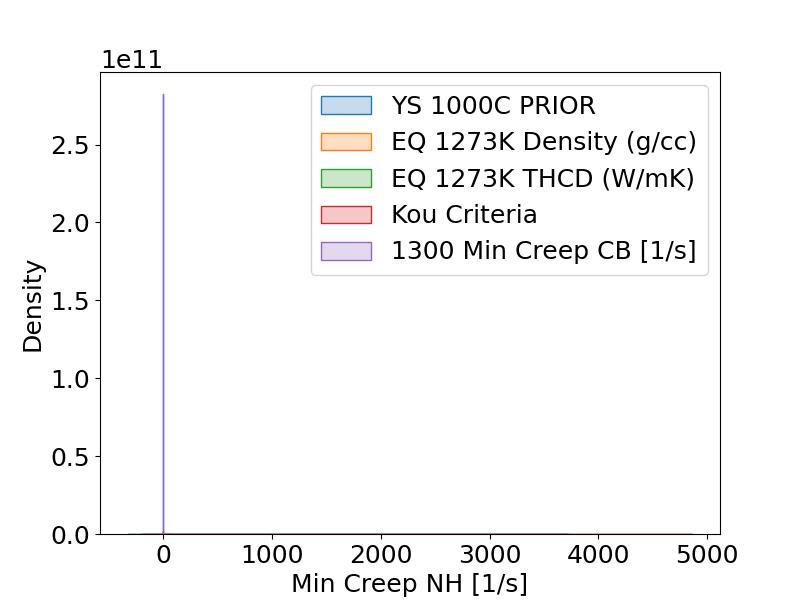 1e11
2.5
2.0
1.5
1.0
0.5
0.0
Density
YS 1000C PRIOR
EQ 1273K Density (g/cc)
EQ 1273K THCD (W/mK)
Kou Criteria
1300 Min Creep CB [1/s]
0 1000 2000 3000 4000 5000
Min Creep NH [1/s]